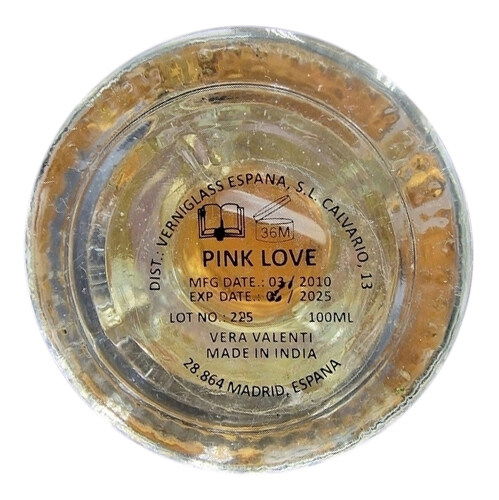 DIST.: VERNIGLASS ESPANA, S.L. CALVARIO, 13
36M
PINK LOVE
MFG DATE.: 03/ 2010
EXP DATE.: / 2025
LOT NO.: 225 100ML
VERA VALENTI
MADE IN INDIA
28.864 MADRID, ESPANA